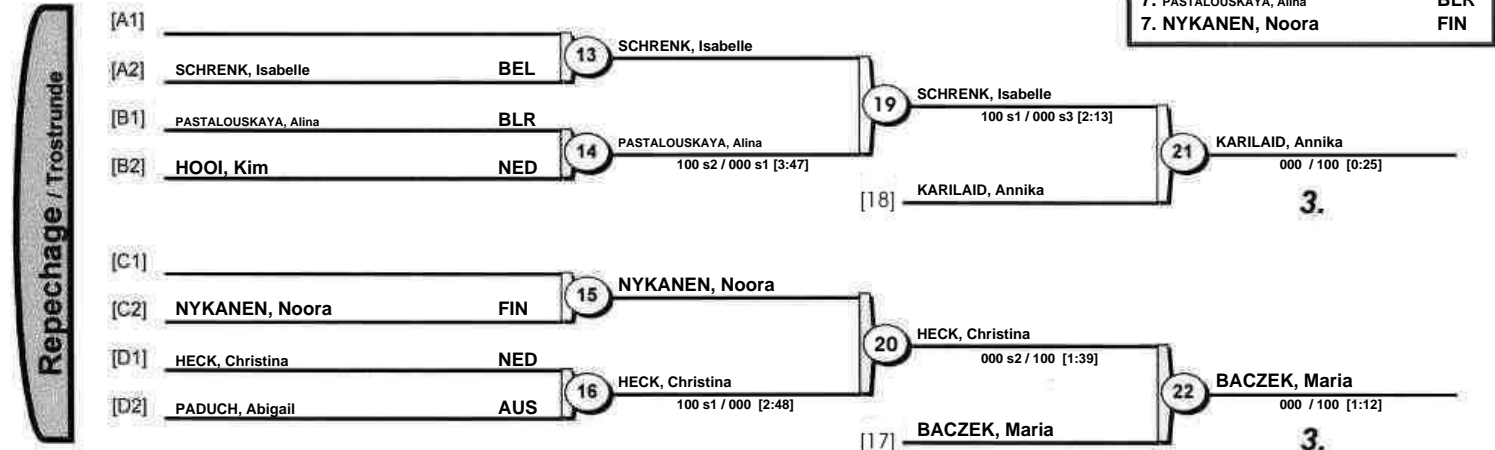 7. PASTALOUSKAYA, Alina BLR
7. NYKANEN, Noora FIN
Repechage / Trostrunde
[A1]
[A2] SCHRENK, Isabelle BEL
13
SCHRENK, Isabelle
[B1] PASTALOUSKAYA, Alina BLR
[B2] HOOI, Kim NED
14
PASTALOUSKAYA, Alina
100 s2 / 000 s1 [3:47]
19
SCHRENK, Isabelle
100 s1 / 000 s3 [2:13]
[18] KARILAID, Annika
21
KARILAID, Annika
000 / 100 [0:25]
3.
[C1]
[C2] NYKANEN, Noora FIN
15
NYKANEN, Noora
[D1] HECK, Christina NED
[D2] PADUCH, Abigail AUS
16
HECK, Christina
100 s1 / 000 [2:48]
20
HECK, Christina
000 s2 / 100 [1:39]
[17] BACZEK, Maria
22
BACZEK, Maria
000 / 100 [1:12]
3.